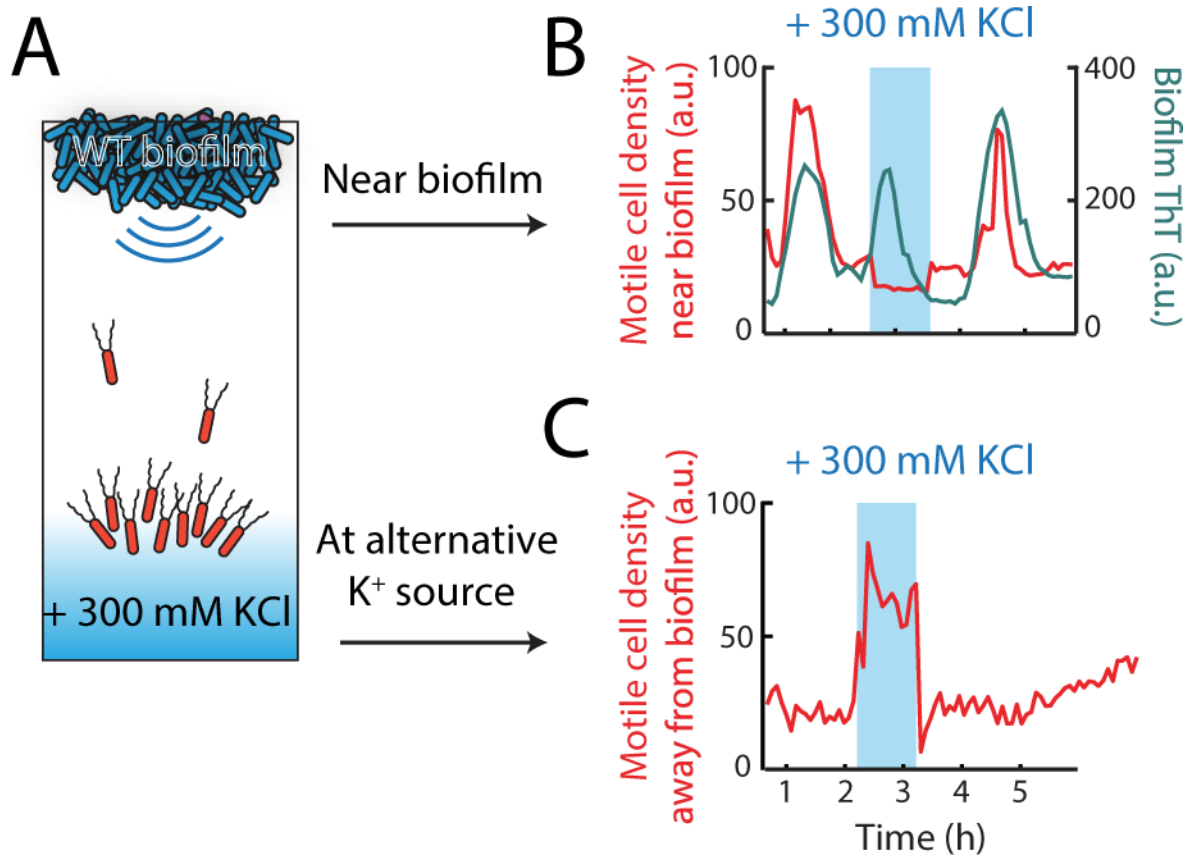 A
WT biofilm
+ 300 mM KCl
Near biofilm
At alternative
K⁺ source
B
+ 300 mM KCl
Motile cell density
near biofilm (a.u.)
100
50
0
400
200
0
Biofilm ThT (a.u.)
C
+ 300 mM KCl
Motile cell density
away from biofilm (a.u.)
100
50
0
1 2 3 4 5
Time (h)